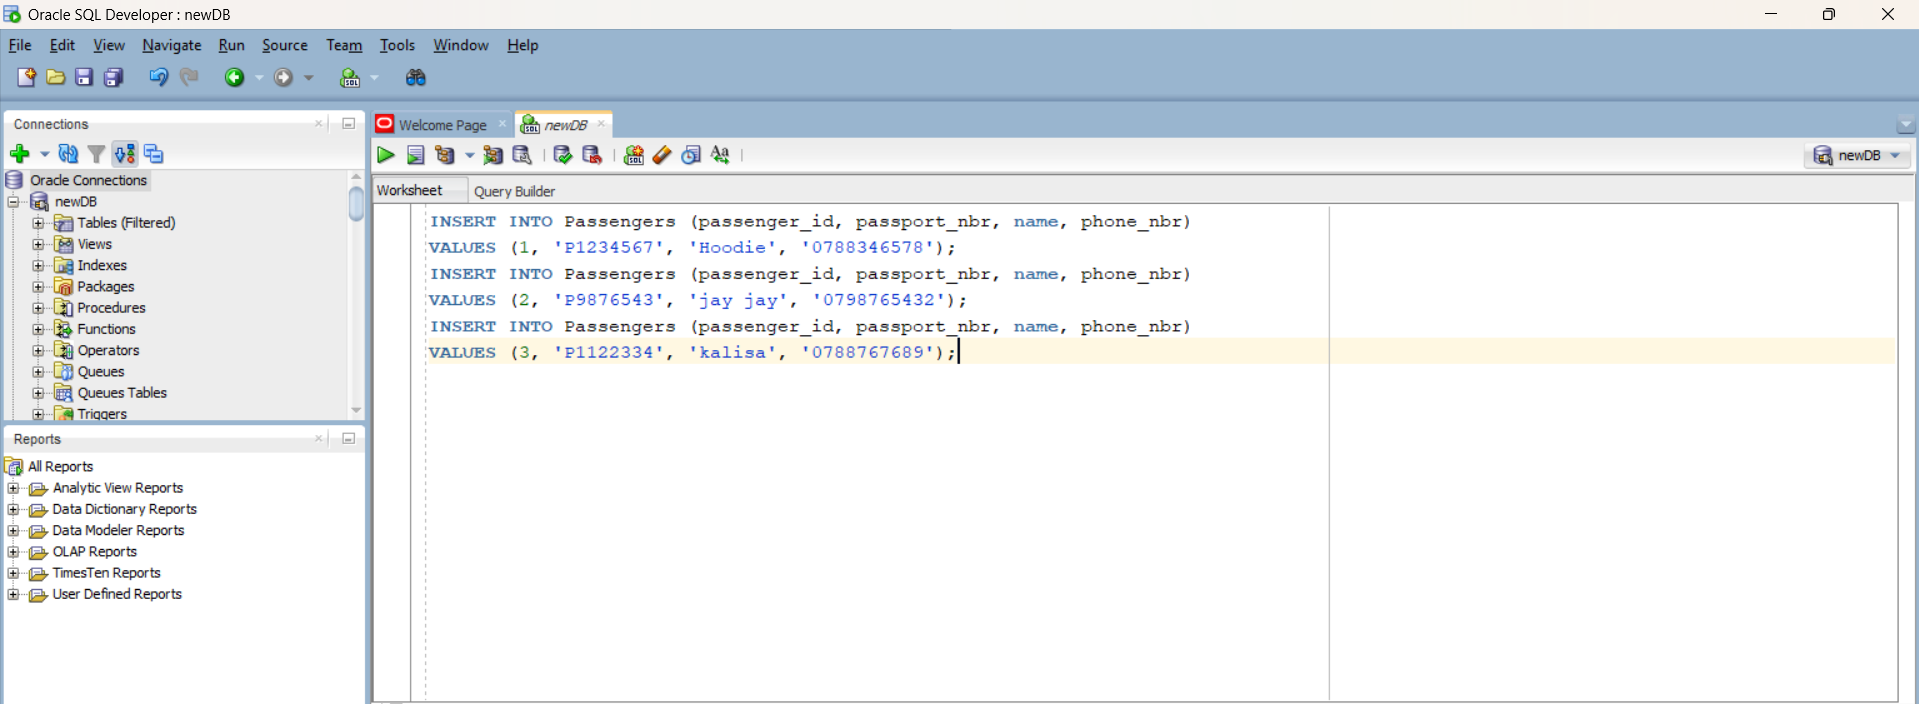 Oracle SQL Developer : newDB
File Edit View Navigate Run Source Team Tools Window Help
SQL
Connections
Oracle Connections
newDB
Tables (Filtered)
Views
Indexes
Packages
Procedures
Functions
Operators
Queues
Queues Tables
Triggers
Reports
All Reports
Analytic View Reports
Data Dictionary Reports
Data Modeler Reports
OLAP Reports
TimesTen Reports
User Defined Reports
Welcome Page
SQL newDB
SQL Aa
newDB
Worksheet Query Builder
INSERT INTO Passengers (passenger_id, passport_nbr, name, phone_nbr)
VALUES (1, 'P1234567', 'Hoodie', '0788346578');
INSERT INTO Passengers (passenger_id, passport_nbr, name, phone_nbr)
VALUES (2, 'P9876543', 'jay jay', '0798765432');
INSERT INTO Passengers (passenger_id, passport_nbr, name, phone_nbr)
VALUES (3, 'P1122334', 'kalisa', '0788767689');